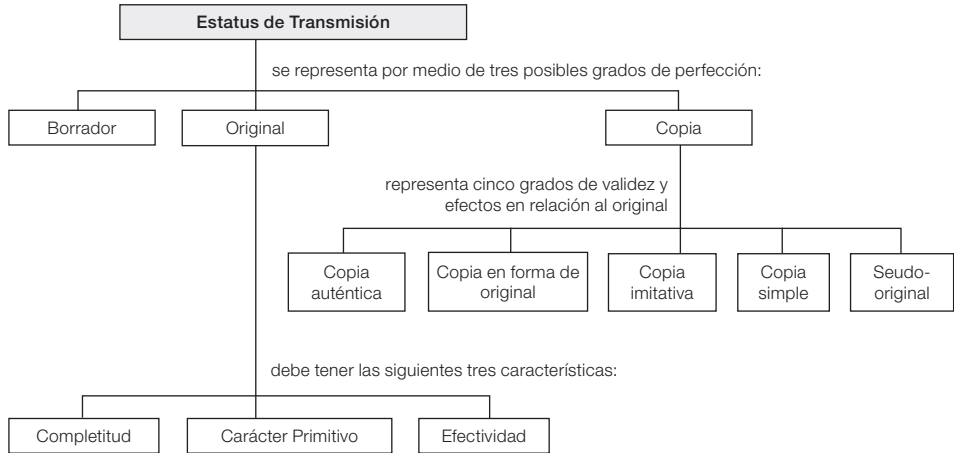 Estatus de Transmisión
se representa por medio de tres posibles grados de perfección:
Borrador
Original
Copia
representa cinco grados de validez y
efectos en relación al original
Copia
auténtica
Copia en forma de
original
Copia
imitativa
Copia
simple
Seudo-
original
debe tener las siguientes tres características:
Completitud
Carácter Primitivo
Efectividad